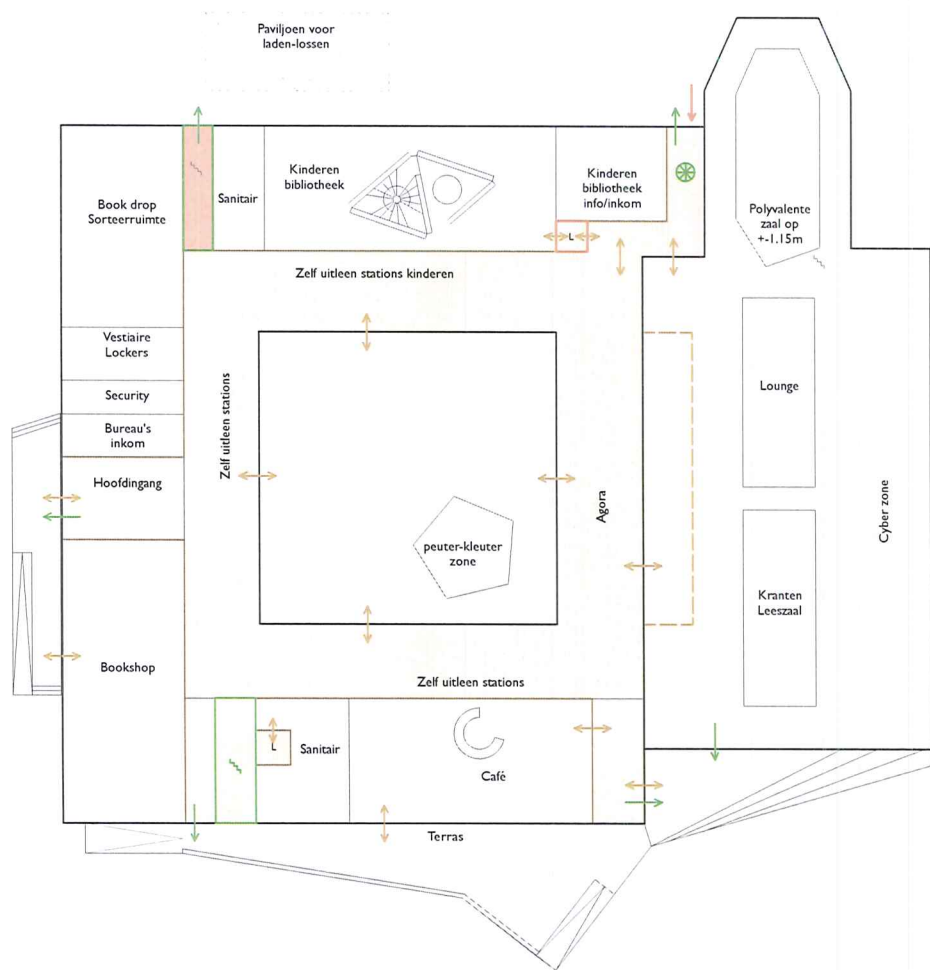 Paviljoen voor
laden-lossen
Book drop
Sorteerruimte
Sanitair
Kinderen
bibliotheek
Kinderen
bibliotheek
info/inkom
L
Polyvalente
zaal op
+-1.15m
Zelf uitleen stations kinderen
Vestiaire
Lockers
Security
Bureau's
inkom
Hoofdingang
Bookshop
Zelf uitleen stations
peuter-kleuter
zone
Agora
Lounge
Kranten
Leeszaal
Cyber zone
Zelf uitleen stations
L
Sanitair
Café
Terras